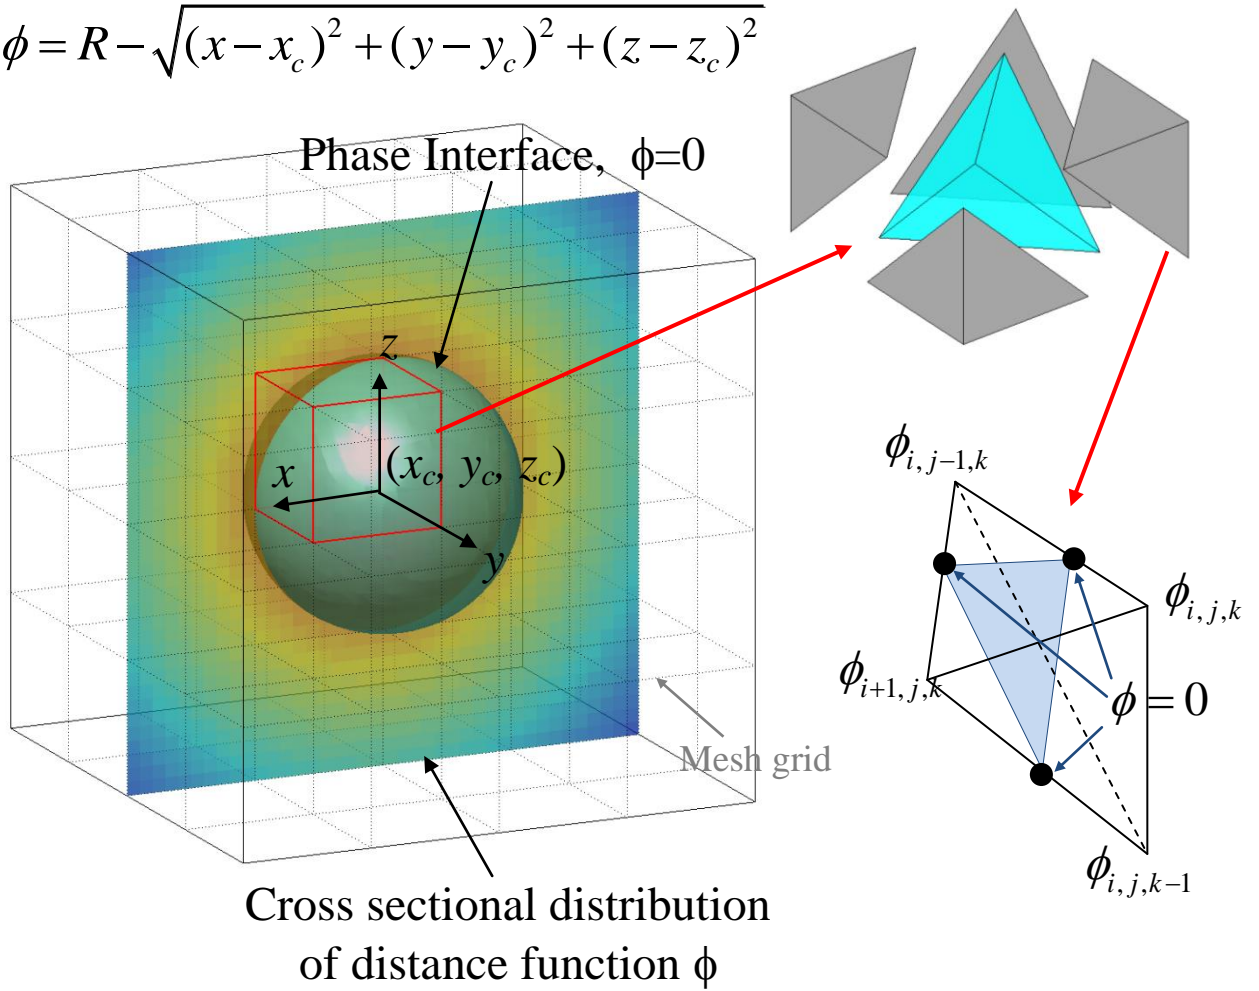 ϕ = R − √(x − x_c)² + (y − y_c)² + (z − z_c)²
Phase Interface, ϕ=0
z
x
(x_c, y_c, z_c)
y
Mesh grid
Cross sectional distribution
of distance function ϕ
ϕ_{i, j−1, k}
ϕ_{i, j, k}
ϕ_{i+1, j, k}
ϕ = 0
ϕ_{i, j, k−1}